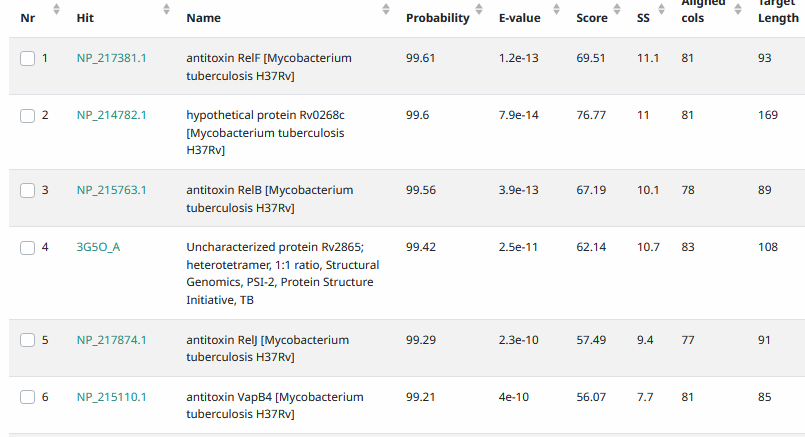 Nr Hit Name Probability E-value Score SS Aligned cols Target Length
1 NP_217381.1 antitoxin RelF [Mycobacterium 99.61 1.2e-13 69.51 11.1 81 93
tuberculosis H37Rv]
2 NP_214782.1 hypothetical protein Rv0268c 99.6 7.9e-14 76.77 11 81 169
[Mycobacterium tuberculosis
H37Rv]
3 NP_215763.1 antitoxin RelB [Mycobacterium 99.56 3.9e-13 67.19 10.1 78 89
tuberculosis H37Rv]
4 3G5O_A Uncharacterized protein Rv2865; 99.42 2.5e-11 62.14 10.7 83 108
heterotetramer, 1:1 ratio, Structural
Genomics, PSI-2, Protein Structure
Initiative, TB
5 NP_217874.1 antitoxin RelJ [Mycobacterium 99.29 2.3e-10 57.49 9.4 77 91
tuberculosis H37Rv]
6 NP_215110.1 antitoxin VapB4 [Mycobacterium 99.21 4e-10 56.07 7.7 81 85
tuberculosis H37Rv]